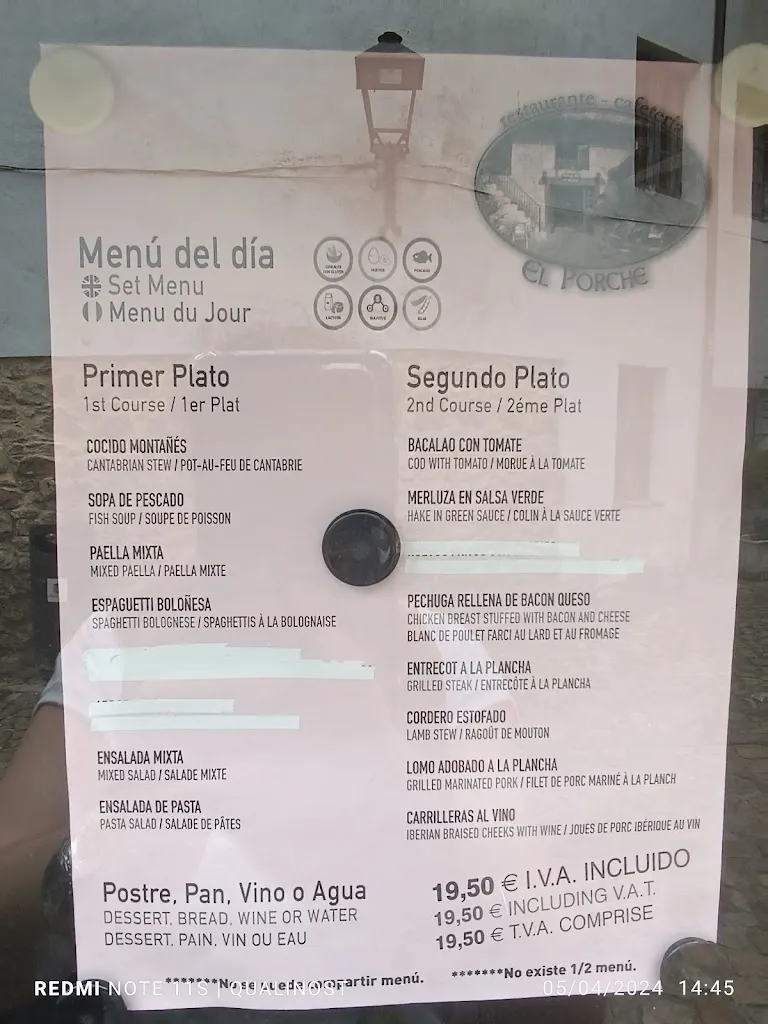 restaurante - cafetería
EL PORCHE
Menú del día
Set Menu
Menu du Jour
Primer Plato
1st Course / 1er Plat
COCIDO MONTAÑÉS
CANTABRIAN STEW / POT-AU-FEU DE CANTABRIE
SOPA DE PESCADO
FISH SOUP / SOUPE DE POISSON
PAELLA MIXTA
MIXED PAELLA / PAELLA MIXTE
ESPAGUETTI BOLOÑESA
SPAGHETTI BOLOGNESE / SPAGHETTIS À LA BOLOGNAISE
ENSALADA MIXTA
MIXED SALAD / SALADE MIXTE
ENSALADA DE PASTA
PASTA SALAD / SALADE DE PÂTES
Segundo Plato
2nd Course / 2éme Plat
BACALAO CON TOMATE
COD WITH TOMATO / MORUE À LA TOMATE
MERLUZA EN SALSA VERDE
HAKE IN GREEN SAUCE / COLIN À LA SAUCE VERTE
PECHUGA RELLENA DE BACON QUESO
CHICKEN BREAST STUFFED WITH BACON AND CHEESE
BLANC DE POULET FARCI AU LARD ET AU FROMAGE
ENTRECOT A LA PLANCHA
GRILLED STEAK / ENTRECÔTE À LA PLANCHA
CORDERO ESTOFADO
LAMB STEW / RAGOÛT DE MOUTON
LOMO ADOBADO A LA PLANCHA
GRILLED MARINATED PORK / FILET DE PORC MARINÉ À LA PLANCH
CARRILLERAS AL VINO
IBERIAN BRAISED CHEEKS WITH WINE / JOUES DE PORC IBÉRIQUE AU VIN
Postre, Pan, Vino o Agua
DESSERT, BREAD, WINE OR WATER
DESSERT, PAIN, VIN OU EAU
19,50 € I.V.A. INCLUIDO
19,50 € INCLUDING V.A.T.
19,50 € T.V.A. COMPRISE
*******No se puede compartir menú.
*******No existe 1/2 menú.
REDMI NOTE 11S | QUALINOST
05/04/2024 14:45